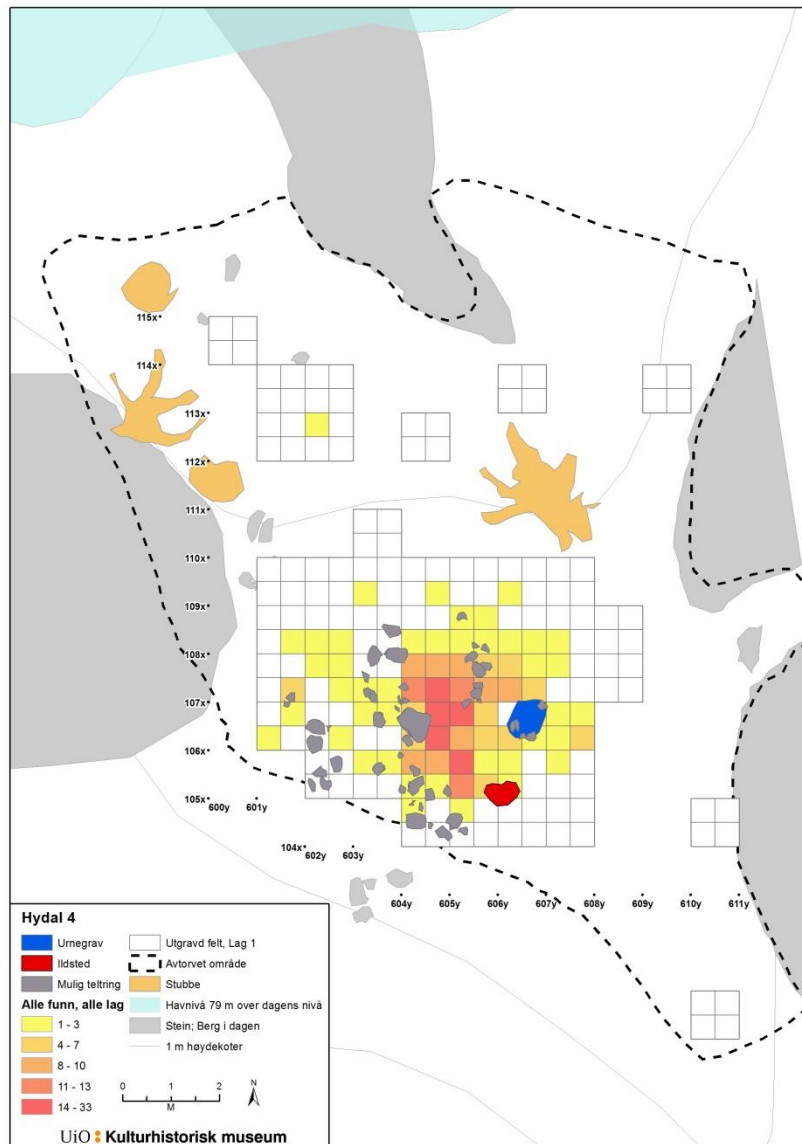 115x
114x
113x
112x
111x
110x
109x
108x
107x
106x
105x
600y
601y
104x
602y
603y
604y
605y
606y
607y
608y
609y
610y
611y
Hydal 4
Urnegrav
Ildsted
Mulig teltring
Alle funn, alle lag
1 - 3
4 - 7
8 - 10
11 - 13
14 - 33
Utgravd felt, Lag 1
Avtorvet område
Stubbe
Havnivå 79 m over dagens nivå
Stein; Berg i dagen
1 m høydekoter
0 1 2
M
N
UiO Kulturhistorisk museum